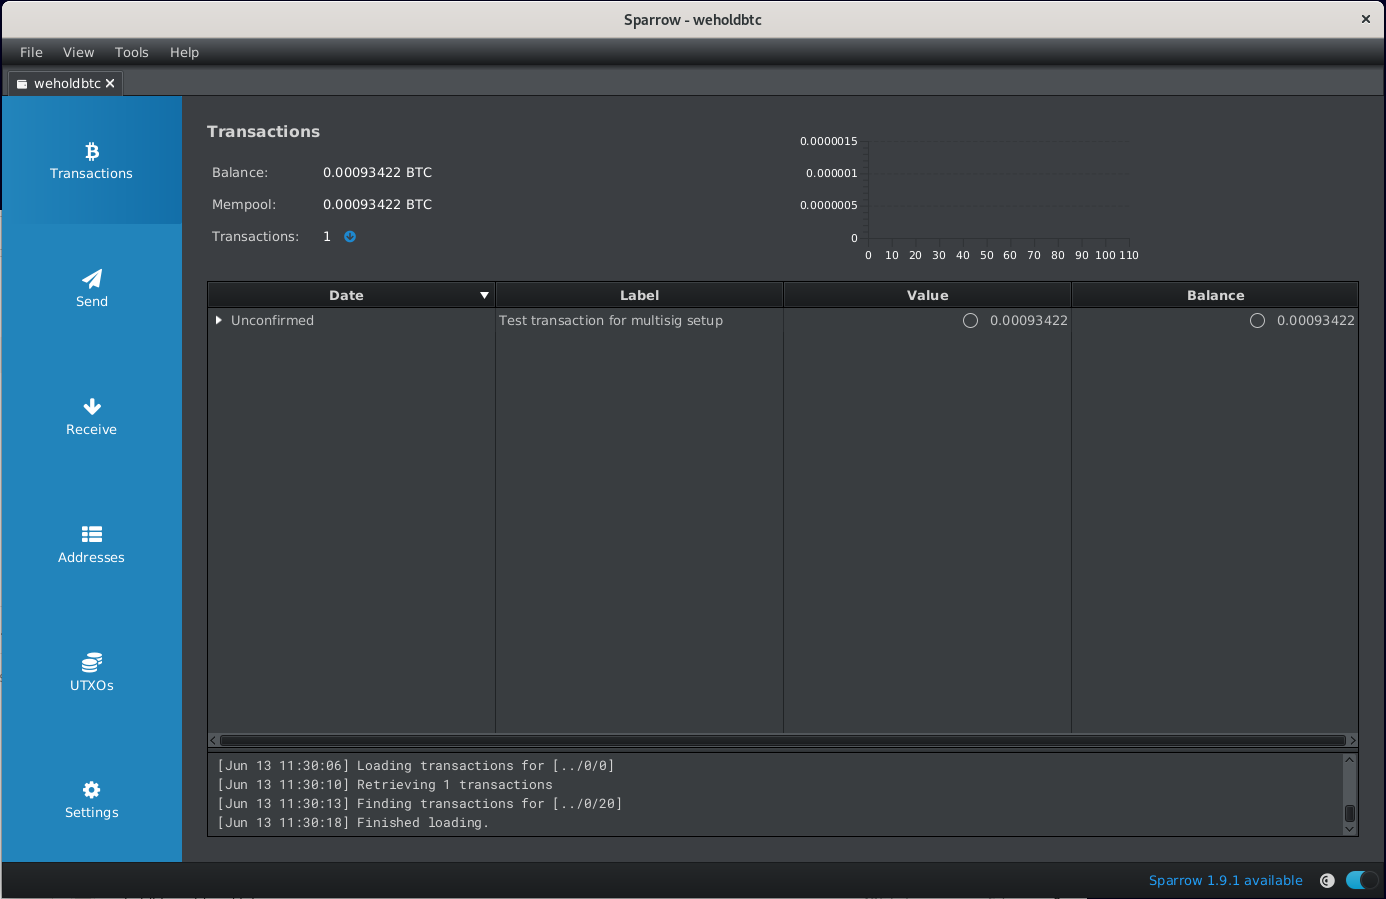 Sparrow - weholdbtc
File View Tools Help
weholdbtc
Transactions
Send
Receive
Addresses
UTXOs
Settings
Transactions
Balance: 0.00093422 BTC
Mempool: 0.00093422 BTC
Transactions: 1
0.0000015
0.000001
0.0000005
0
0 10 20 30 40 50 60 70 80 90 100 110
Date Label Value Balance
Unconfirmed Test transaction for multisig setup 0.00093422 0.00093422
[Jun 13 11:30:06] Loading transactions for [../0/0]
[Jun 13 11:30:10] Retrieving 1 transactions
[Jun 13 11:30:13] Finding transactions for [../0/20]
[Jun 13 11:30:18] Finished loading.
Sparrow 1.9.1 available